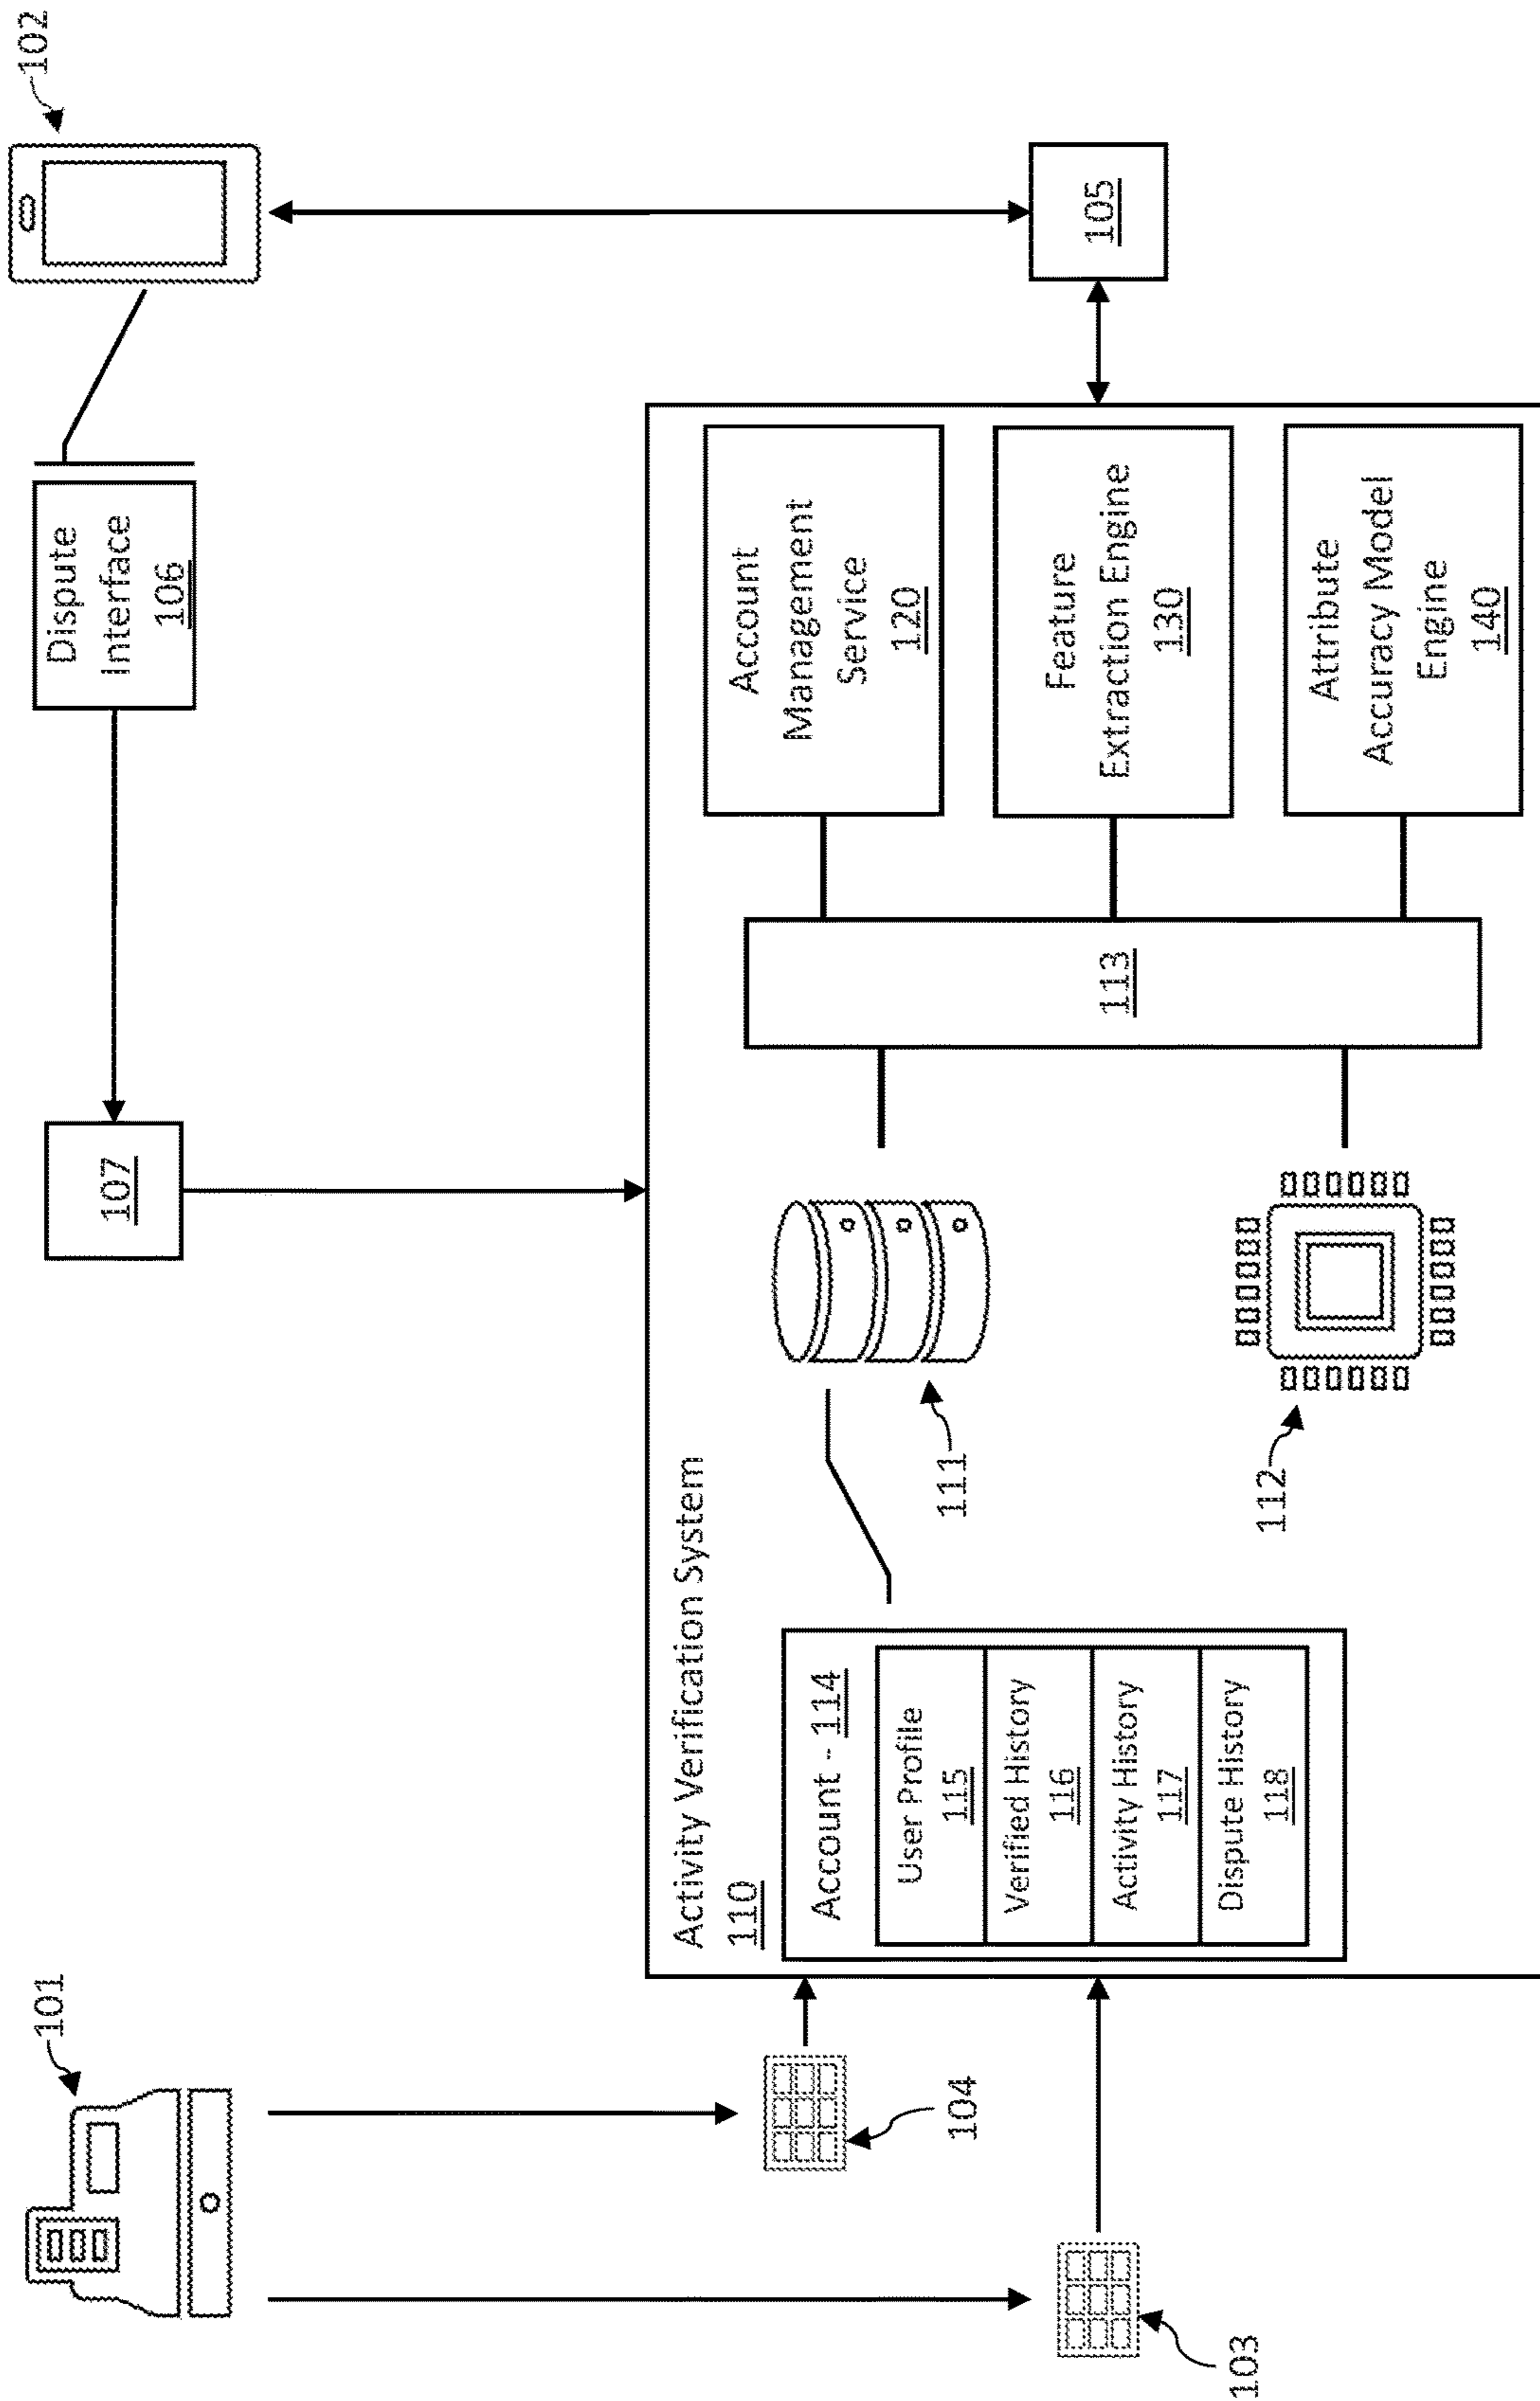 101
102
Dispute
Interface
106
107
104
103
105
Activity Verification System
110
Account - 114
User Profile
115
Verified History
116
Activity History
117
Dispute History
118
111
112
113
Account
Management
Service
120
Feature
Extraction Engine
130
Attribute
Accuracy Model
Engine
140